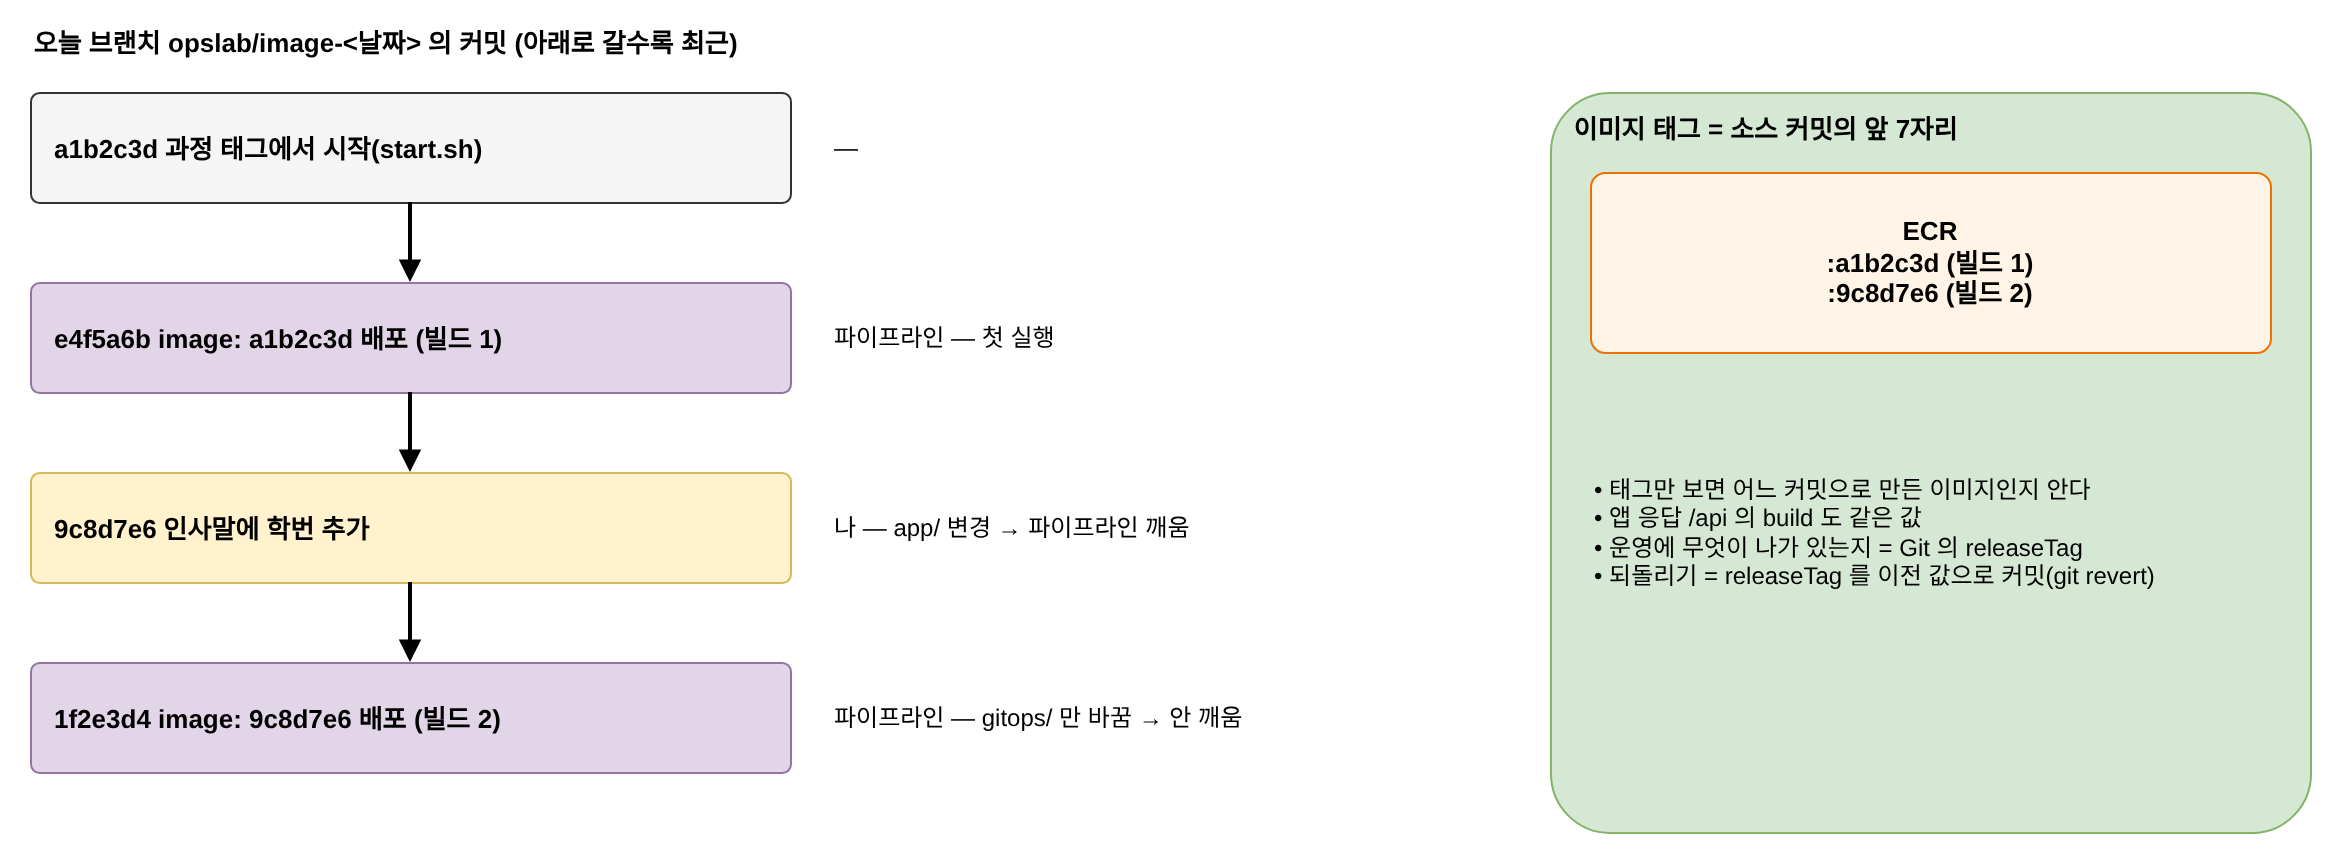 오늘 브랜치 opslab/image-<날짜> 의 커밋 (아래로 갈수록 최근)
a1b2c3d 과정 태그에서 시작(start.sh)
—
e4f5a6b image: a1b2c3d 배포 (빌드 1)
파이프라인 — 첫 실행
9c8d7e6 인사말에 학번 추가
나 — app/ 변경 → 파이프라인 깨움
1f2e3d4 image: 9c8d7e6 배포 (빌드 2)
파이프라인 — gitops/ 만 바꿈 → 안 깨움
이미지 태그 = 소스 커밋의 앞 7자리
ECR
:a1b2c3d (빌드 1)
:9c8d7e6 (빌드 2)
• 태그만 보면 어느 커밋으로 만든 이미지인지 안다
• 앱 응답 /api 의 build 도 같은 값
• 운영에 무엇이 나가 있는지 = Git 의 releaseTag
• 되돌리기 = releaseTag 를 이전 값으로 커밋(git revert)